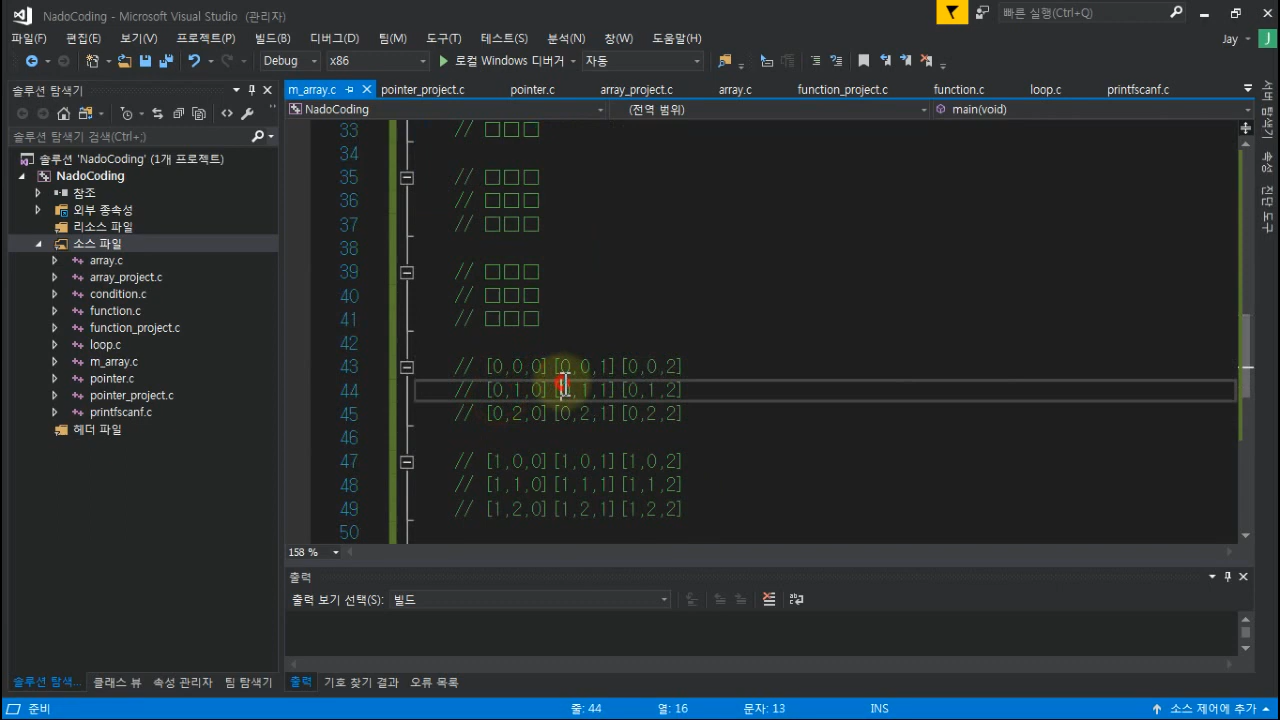 NadoCoding - Microsoft Visual Studio (관리자)
빠른 실행(Ctrl+Q)
파일(F) 편집(E) 보기(V) 프로젝트(P) 빌드(B) 디버그(D) 팀(M) 도구(T) 테스트(S) 분석(N) 창(W) 도움말(H)
Jay J
Debug x86 로컬 Windows 디버거 자동
솔루션 탐색기
m_array.c pointer_project.c pointer.c array_project.c array.c function_project.c function.c loop.c printfscanf.c
NadoCoding (전역 범위) main(void)
솔루션 탐색기 검색(Ctrl+;)
솔루션 'NadoCoding' (1개 프로젝트)
NadoCoding
참조
외부 종속성
리소스 파일
소스 파일
array.c
array_project.c
condition.c
function.c
function_project.c
loop.c
m_array.c
pointer.c
pointer_project.c
printfscanf.c
헤더 파일
33 // □□□
34
35 // □□□
36 // □□□
37 // □□□
38
39 // □□□
40 // □□□
41 // □□□
42
43 // [0,0,0] [0,0,1] [0,0,2]
44 // [0,1,0] [0,1,1] [0,1,2]
45 // [0,2,0] [0,2,1] [0,2,2]
46
47 // [1,0,0] [1,0,1] [1,0,2]
48 // [1,1,0] [1,1,1] [1,1,2]
49 // [1,2,0] [1,2,1] [1,2,2]
50
158 %
서버 탐색기
속성
진단 도구
출력
출력 보기 선택(S): 빌드
솔루션 탐색... 클래스 뷰 속성 관리자 팀 탐색기
출력 기호 찾기 결과 오류 목록
준비 줄: 44 열: 16 문자: 13 INS 소스 제어에 추가